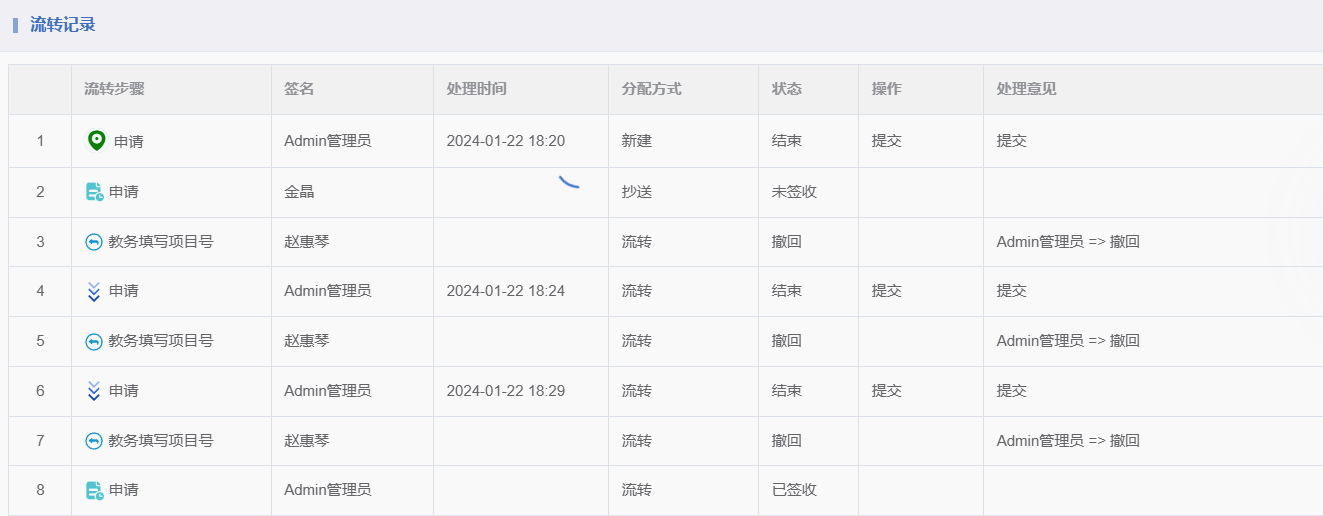 流转记录
流转步骤 签名 处理时间 分配方式 状态 操作 处理意见
1 申请 Admin管理员 2024-01-22 18:20 新建 结束 提交 提交
2 申请 金晶 抄送 未签收
3 教务填写项目号 赵惠琴 流转 撤回 Admin管理员 => 撤回
4 申请 Admin管理员 2024-01-22 18:24 流转 结束 提交 提交
5 教务填写项目号 赵惠琴 流转 撤回 Admin管理员 => 撤回
6 申请 Admin管理员 2024-01-22 18:29 流转 结束 提交 提交
7 教务填写项目号 赵惠琴 流转 撤回 Admin管理员 => 撤回
8 申请 Admin管理员 流转 已签收